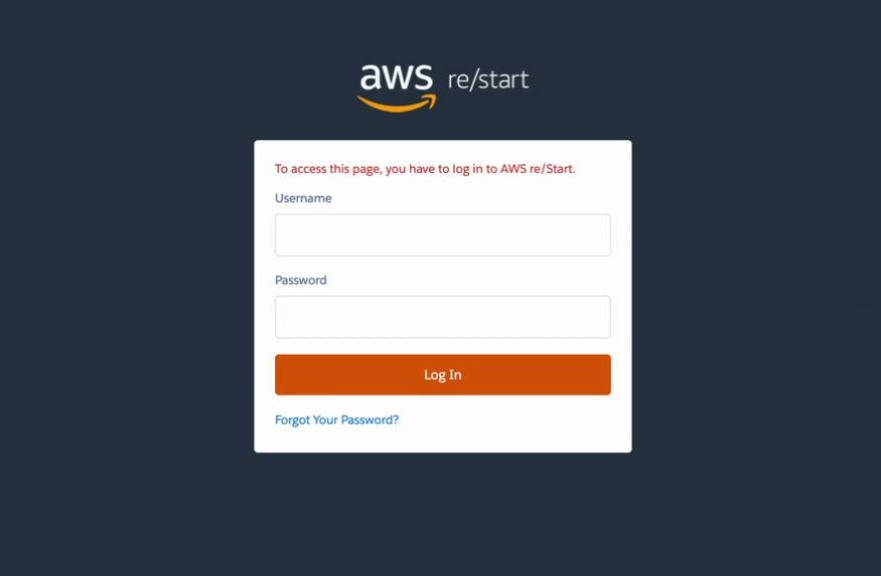 aws re/start
To access this page, you have to log in to AWS re/Start.
Username
Password
Log In
Forgot Your Password?